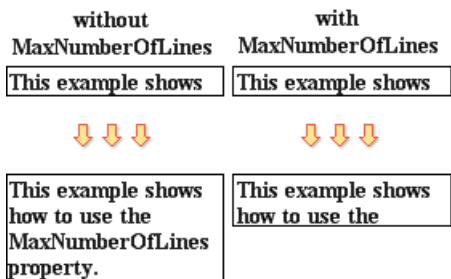 without
MaxNumberOfLines
This example shows
This example shows
how to use the
MaxNumberOfLines
property.
with
MaxNumberOfLines
This example shows
This example shows
how to use the